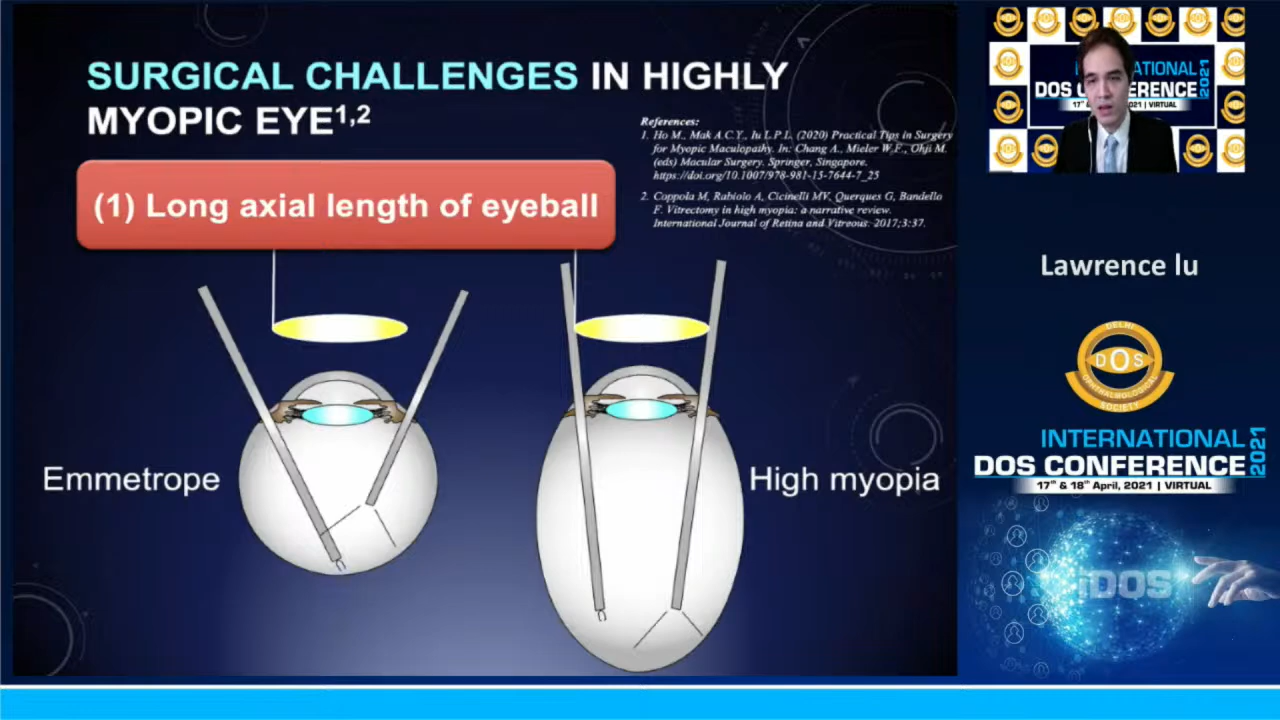 SURGICAL CHALLENGES IN HIGHLY
MYOPIC EYE1,2
References:
1. Ho M., Mak A.C.Y., Iu L.P.L. (2020) Practical Tips in Surgery
for Myopic Maculopathy. In: Chang A., Mieler W.F., Ohji M.
(eds) Macular Surgery. Springer, Singapore.
https://doi.org/10.1007/978-981-15-7644-7_25
2. Coppola M, Rabiolo A, Cicinelli MV, Querques G, Bandello
F. Vitrectomy in high myopia: a narrative review.
International Journal of Retina and Vitreous. 2017;3:37.
(1) Long axial length of eyeball
Emmetrope
High myopia
Lawrence Iu
DELHI
DOS
OPHTHALMOLOGICAL
SOCIETY
INTERNATIONAL
DOS CONFERENCE
2021
17th & 18th April, 2021 | VIRTUAL
iDOS